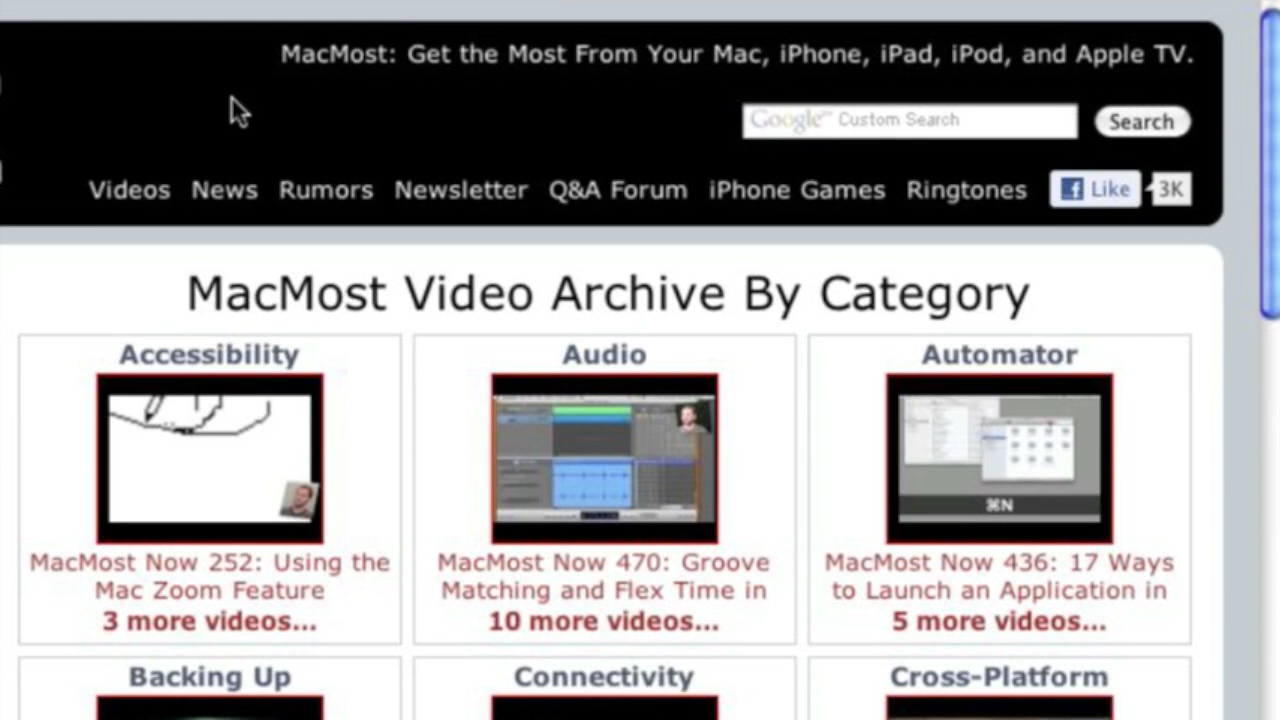 MacMost: Get the Most From Your Mac, iPhone, iPad, iPod, and Apple TV.
Google™ Custom Search
Search
Videos News Rumors Newsletter Q&A Forum iPhone Games Ringtones Like 3K
MacMost Video Archive By Category
Accessibility
MacMost Now 252: Using the
Mac Zoom Feature
3 more videos...
Audio
MacMost Now 470: Groove
Matching and Flex Time in
10 more videos...
Automator
⌘N
MacMost Now 436: 17 Ways
to Launch an Application in
5 more videos...
Backing Up
Connectivity
Cross-Platform